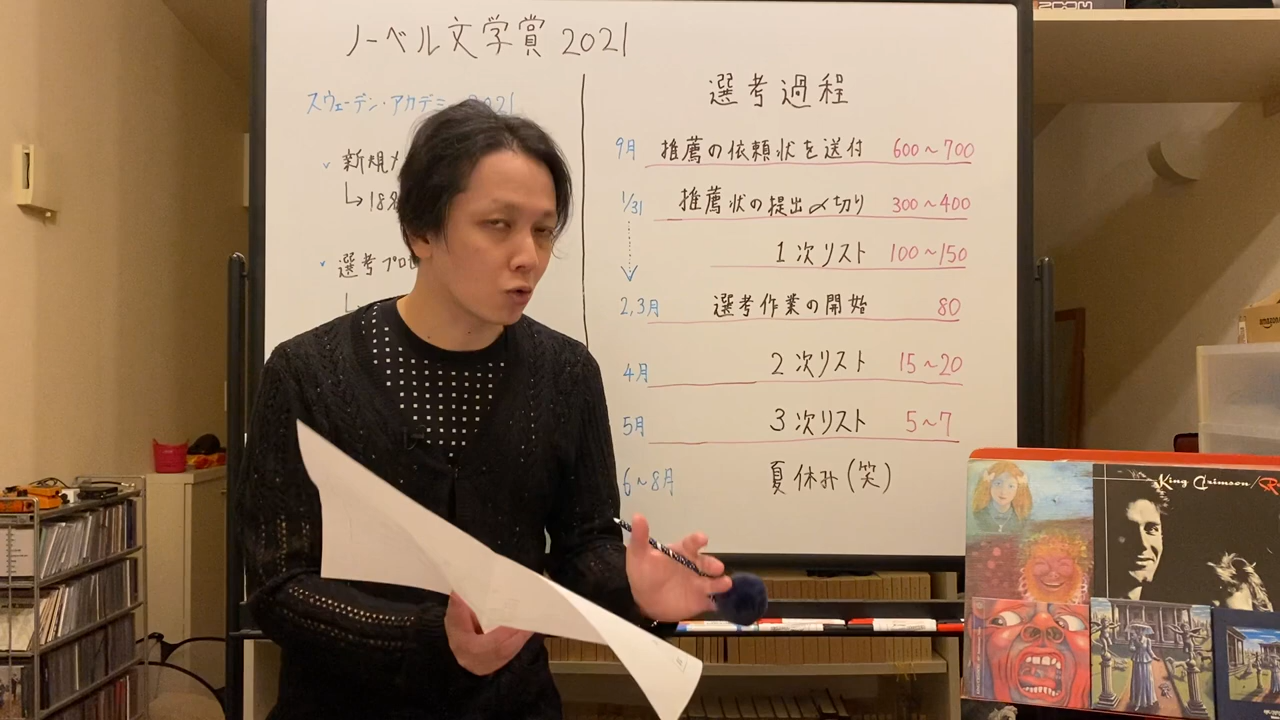 ノーベル文学賞 2021
スウェーデン・アカデミー 2021
新規
↳ 18名
選考プロ
選考過程
9月 推薦の依頼状を送付 600〜700
1/31 推薦状の提出〆切り 300〜400
1次リスト 100〜150
2,3月 選考作業の開始 80
4月 2次リスト 15〜20
5月 3次リスト 5〜7
6〜8月 夏休み(笑)
King Crimson/
ZOOM
amazon